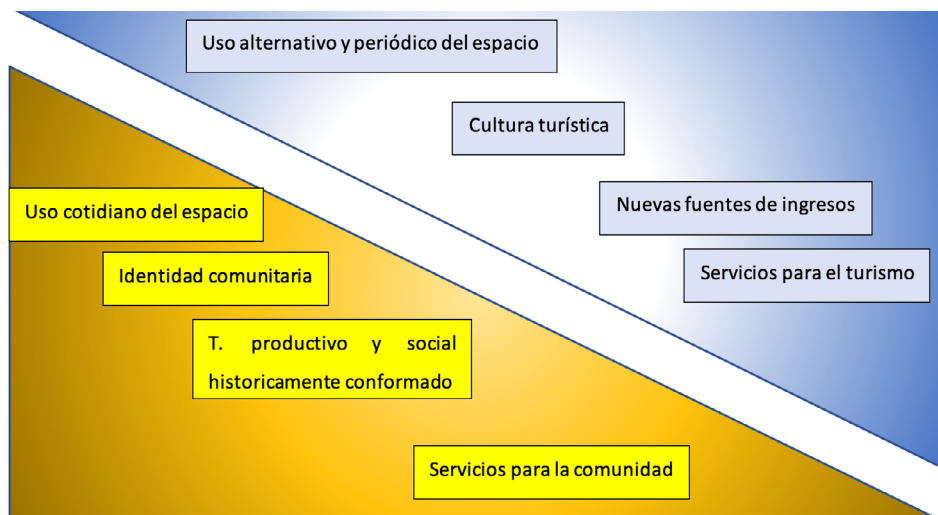 Uso alternativo y periódico del espacio
Cultura turística
Uso cotidiano del espacio
Nuevas fuentes de ingresos
Identidad comunitaria
Servicios para el turismo
T. productivo y social
historicamente conformado
Servicios para la comunidad